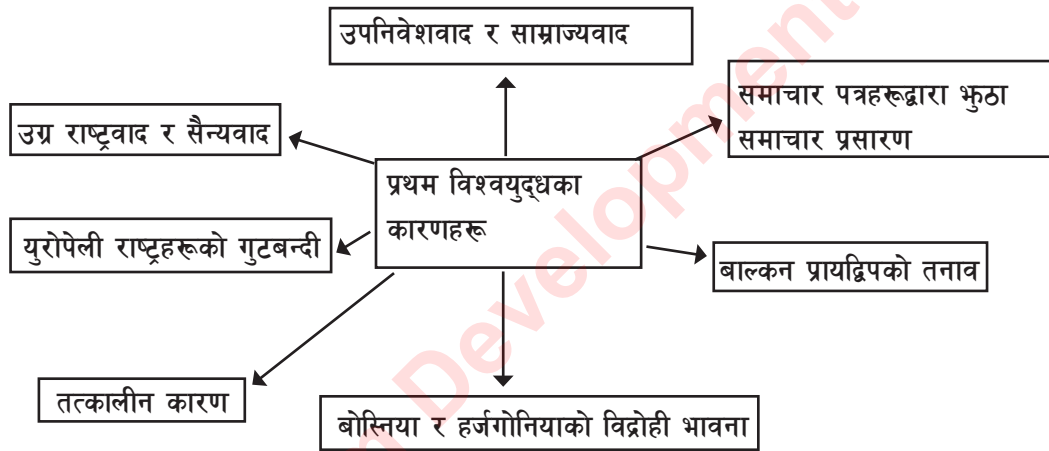 उपनिवेशवाद र साम्राज्यवाद
समाचार पत्रहरूद्वारा झुठा
समाचार प्रसारण
उग्र राष्ट्रवाद र सैन्यवाद
प्रथम विश्वयुद्धका
कारणहरू
युरोपेली राष्ट्रहरूको गुटबन्दी
बाल्कन प्रायद्विपको तनाव
तत्कालीन कारण
बोस्निया र हर्जगोनियाको विद्रोही भावना
Development